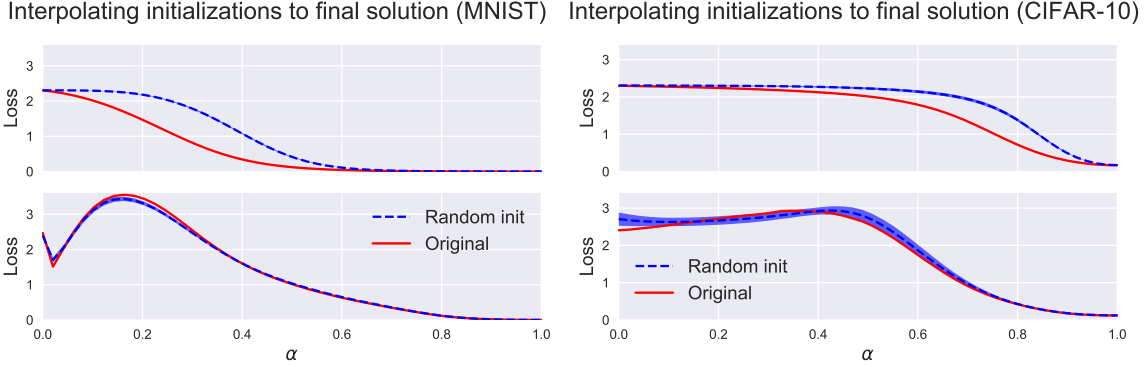 Interpolating initializations to final solution (MNIST)
Interpolating initializations to final solution (CIFAR-10)
Loss
3
2
1
0
Loss
3
2
1
0
Loss
3
2
1
0
0.0 0.2 0.4 0.6 0.8 1.0
α
Random init
Original
Loss
3
2
1
0
0.0 0.2 0.4 0.6 0.8 1.0
α
Random init
Original